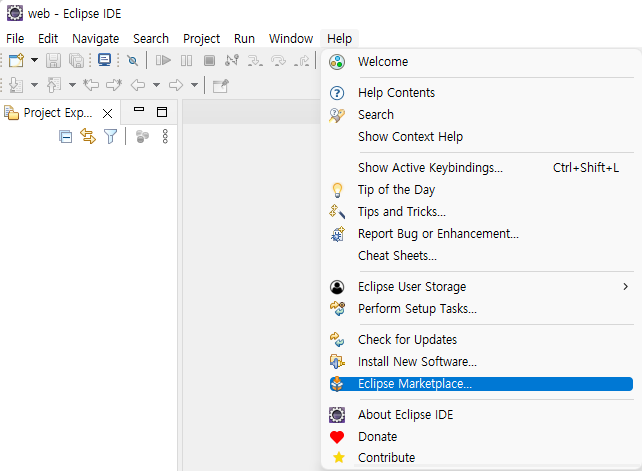 web - Eclipse IDE
File Edit Navigate Search Project Run Window Help
Project Exp...
Welcome
Help Contents
Search
Show Context Help
Show Active Keybindings... Ctrl+Shift+L
Tip of the Day
Tips and Tricks...
Report Bug or Enhancement...
Cheat Sheets...
Eclipse User Storage
Perform Setup Tasks...
Check for Updates
Install New Software...
Eclipse Marketplace...
About Eclipse IDE
Donate
Contribute